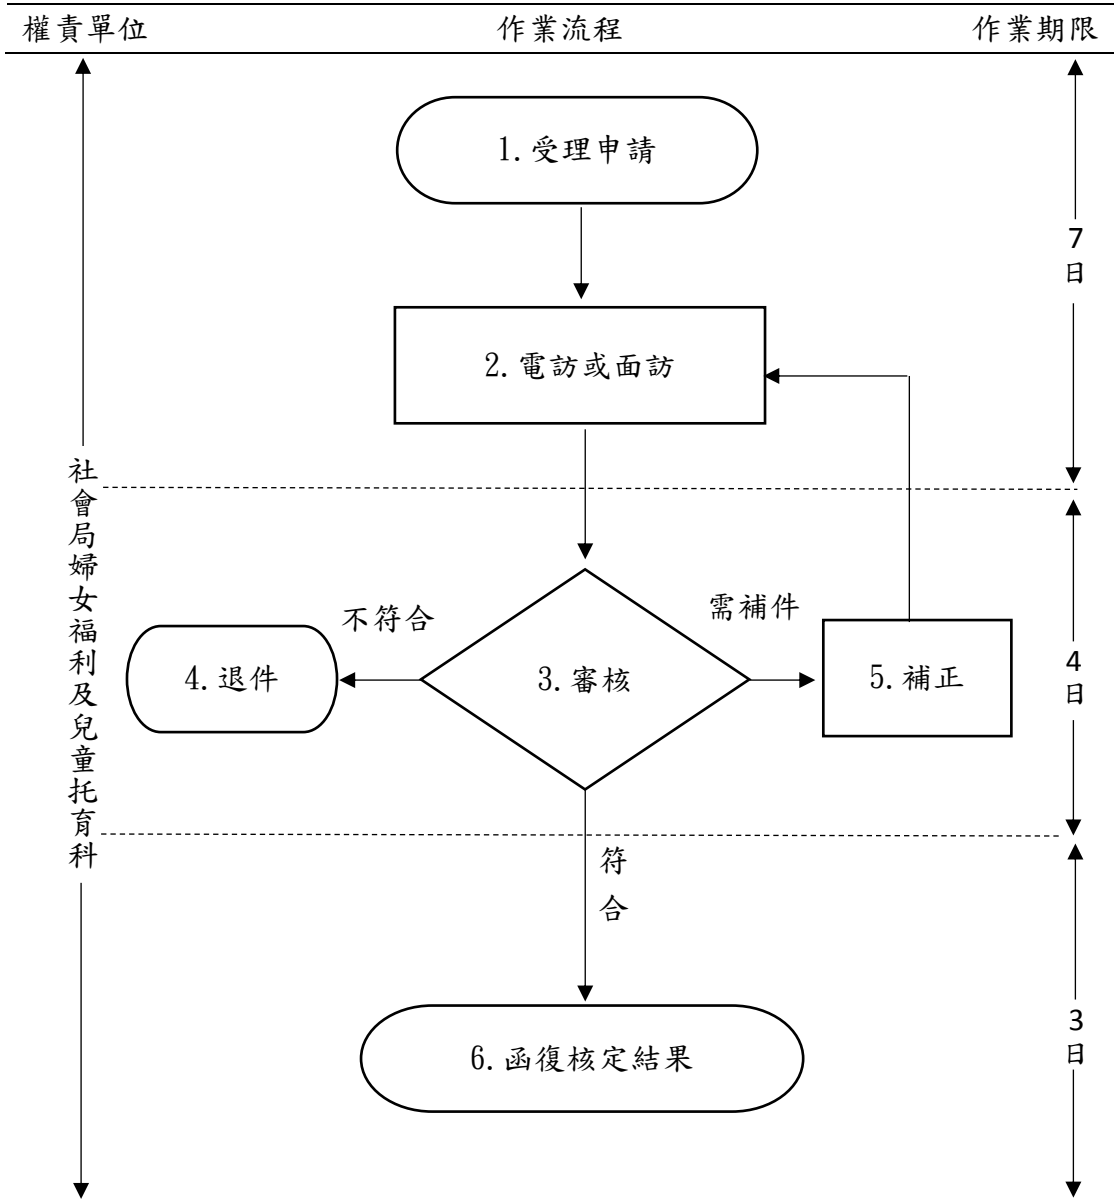 權責單位
作業流程
作業期限
1.受理申請
7日
2.電訪或面訪
社會局婦女福利及兒童托育科
不符合
需補件
4.退件
3.審核
5.補正
4日
符合
6.函復核定結果
3日